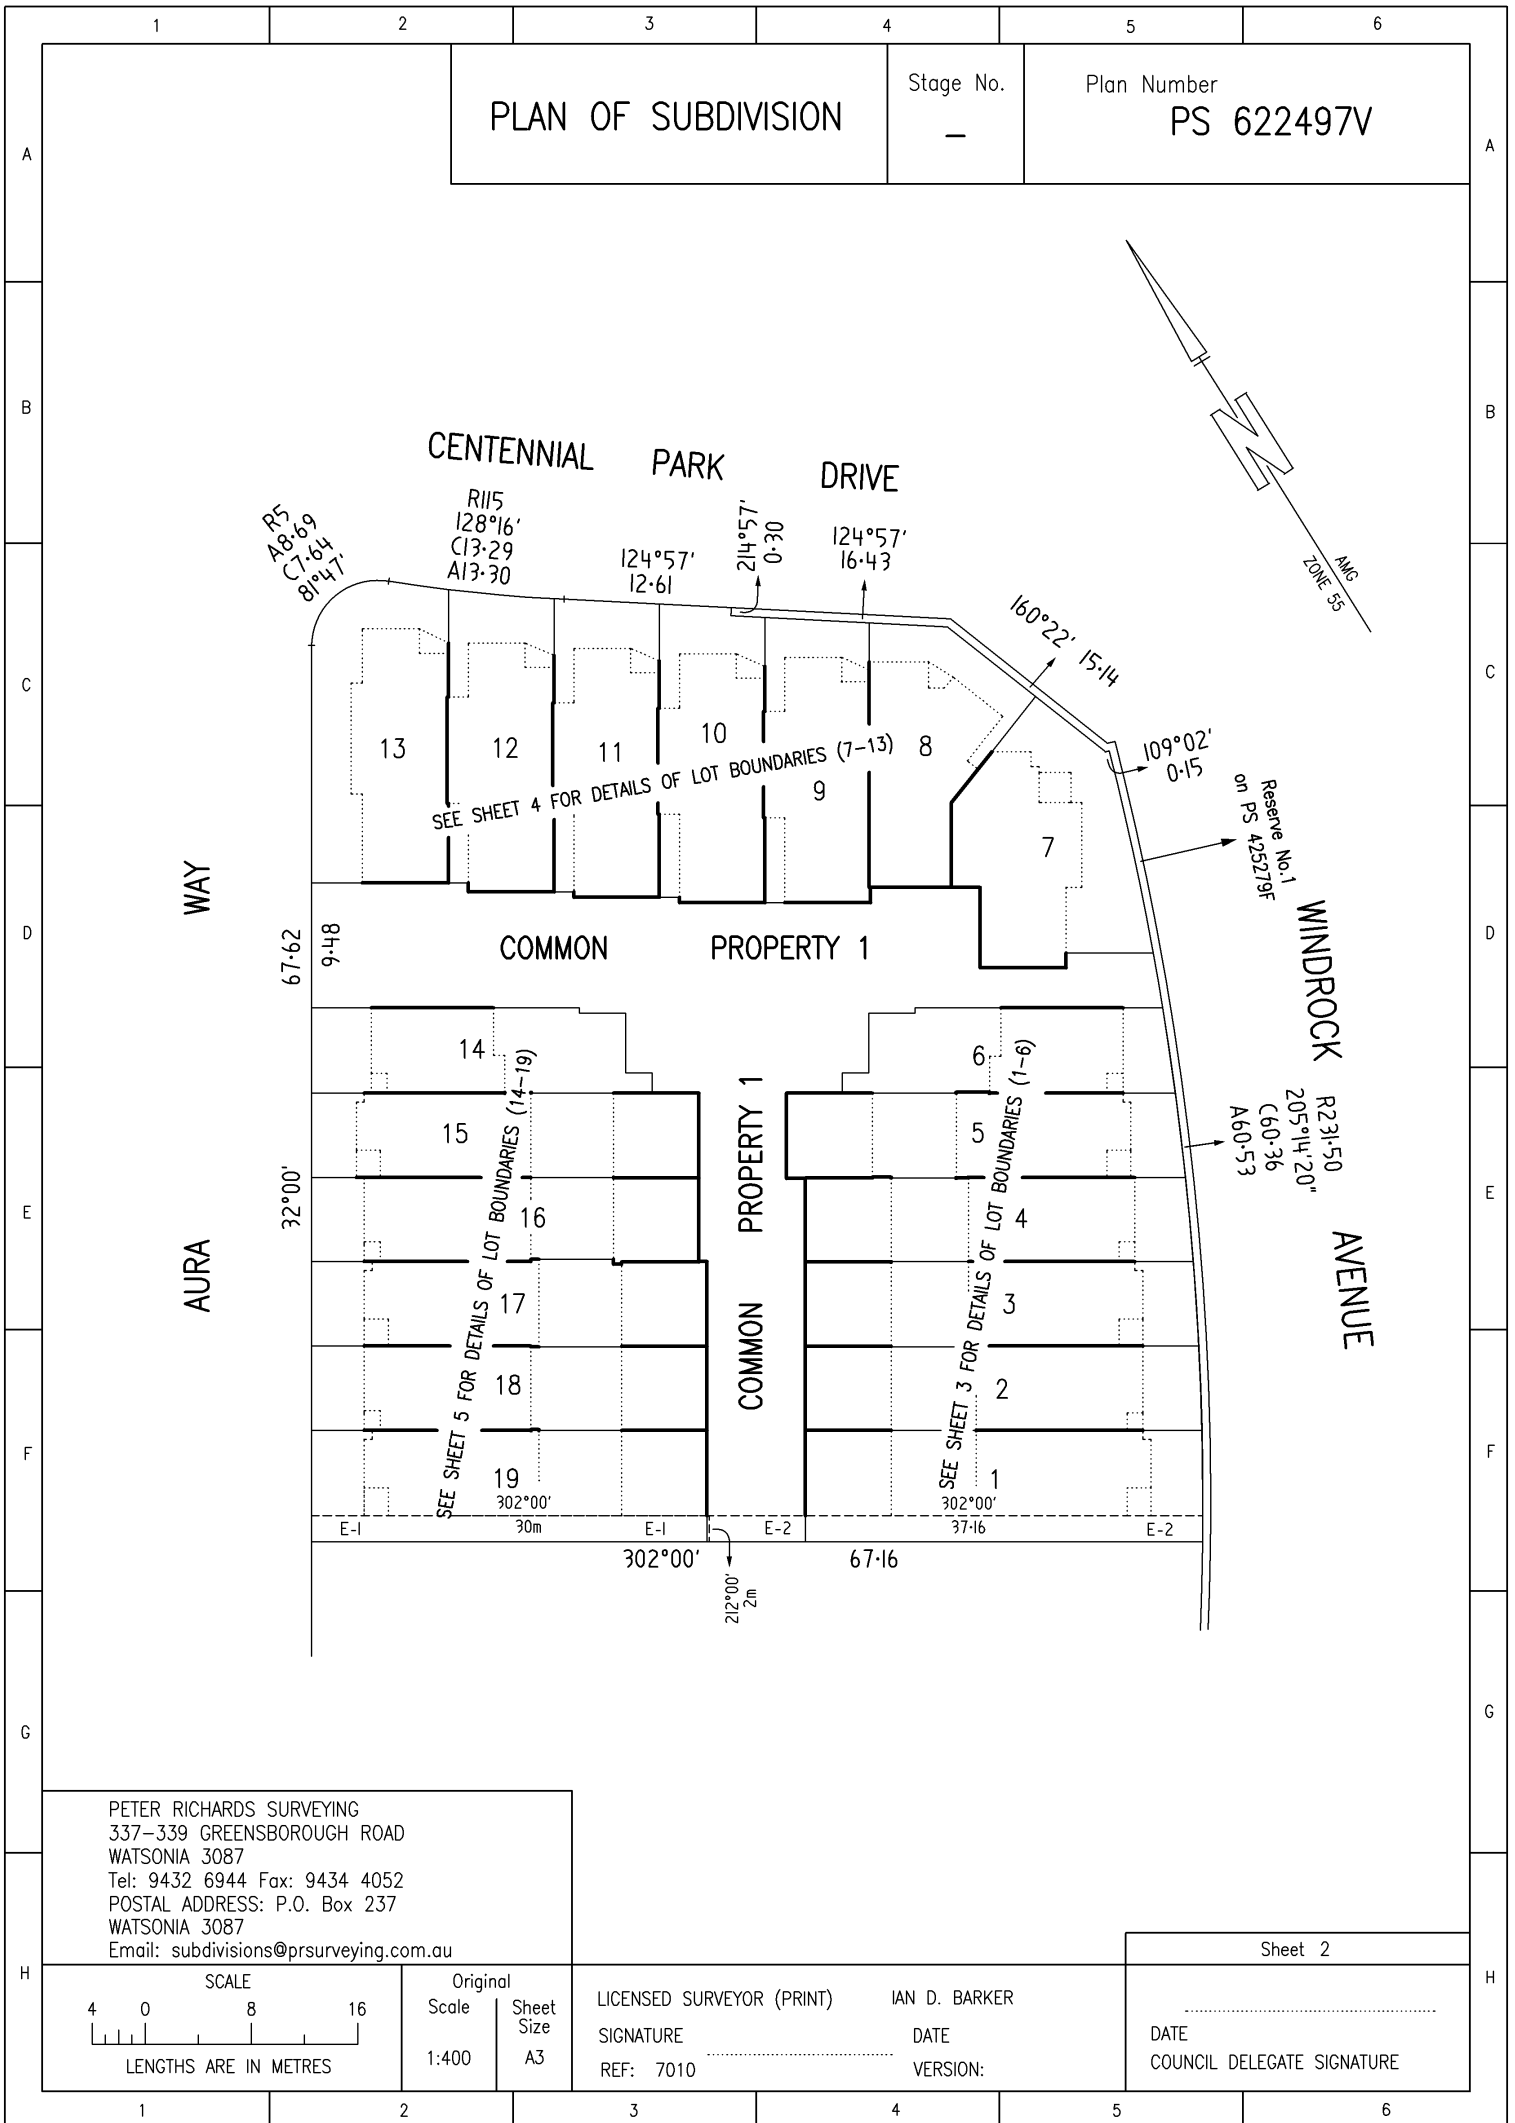 1 2 3 4 5 6
PLAN OF SUBDIVISION
Stage No.
–
Plan Number
PS 622497V
A A
B B
C C
D D
E E
F F
G G
H H
AMG
ZONE 55
CENTENNIAL PARK DRIVE
R5
A8·69
C7·64
81°47'
R115
128°16'
C13·29
A13·30
124°57'
12·61
214°57'
0·30
124°57'
16·43
160°22' 15·14
109°02'
0·15
Reserve No.1
on PS 425279F
13
12
11
10
9
8
7
SEE SHEET 4 FOR DETAILS OF LOT BOUNDARIES (7–13)
AURA WAY
67·62
9·48
32°00'
COMMON PROPERTY 1
WINDROCK AVENUE
R231·50
205°14'20"
C60·36
A60·53
14
15
16
17
18
19
SEE SHEET 5 FOR DETAILS OF LOT BOUNDARIES (14–19)
COMMON PROPERTY 1
6
5
4
3
2
1
SEE SHEET 3 FOR DETAILS OF LOT BOUNDARIES (1–6)
302°00'
30m
302°00'
37·16
E-1
E-1
E-2
E-2
302°00' 67·16
212°00'
2m
PETER RICHARDS SURVEYING
337–339 GREENSBOROUGH ROAD
WATSONIA 3087
Tel: 9432 6944 Fax: 9434 4052
POSTAL ADDRESS: P.O. Box 237
WATSONIA 3087
Email: subdivisions@prsurveying.com.au
SCALE
4 0 8 16
LENGTHS ARE IN METRES
Original
Scale
1:400
Sheet
Size
A3
LICENSED SURVEYOR (PRINT) IAN D. BARKER
SIGNATURE DATE
REF: 7010 VERSION:
Sheet 2
DATE
COUNCIL DELEGATE SIGNATURE
1 2 3 4 5 6